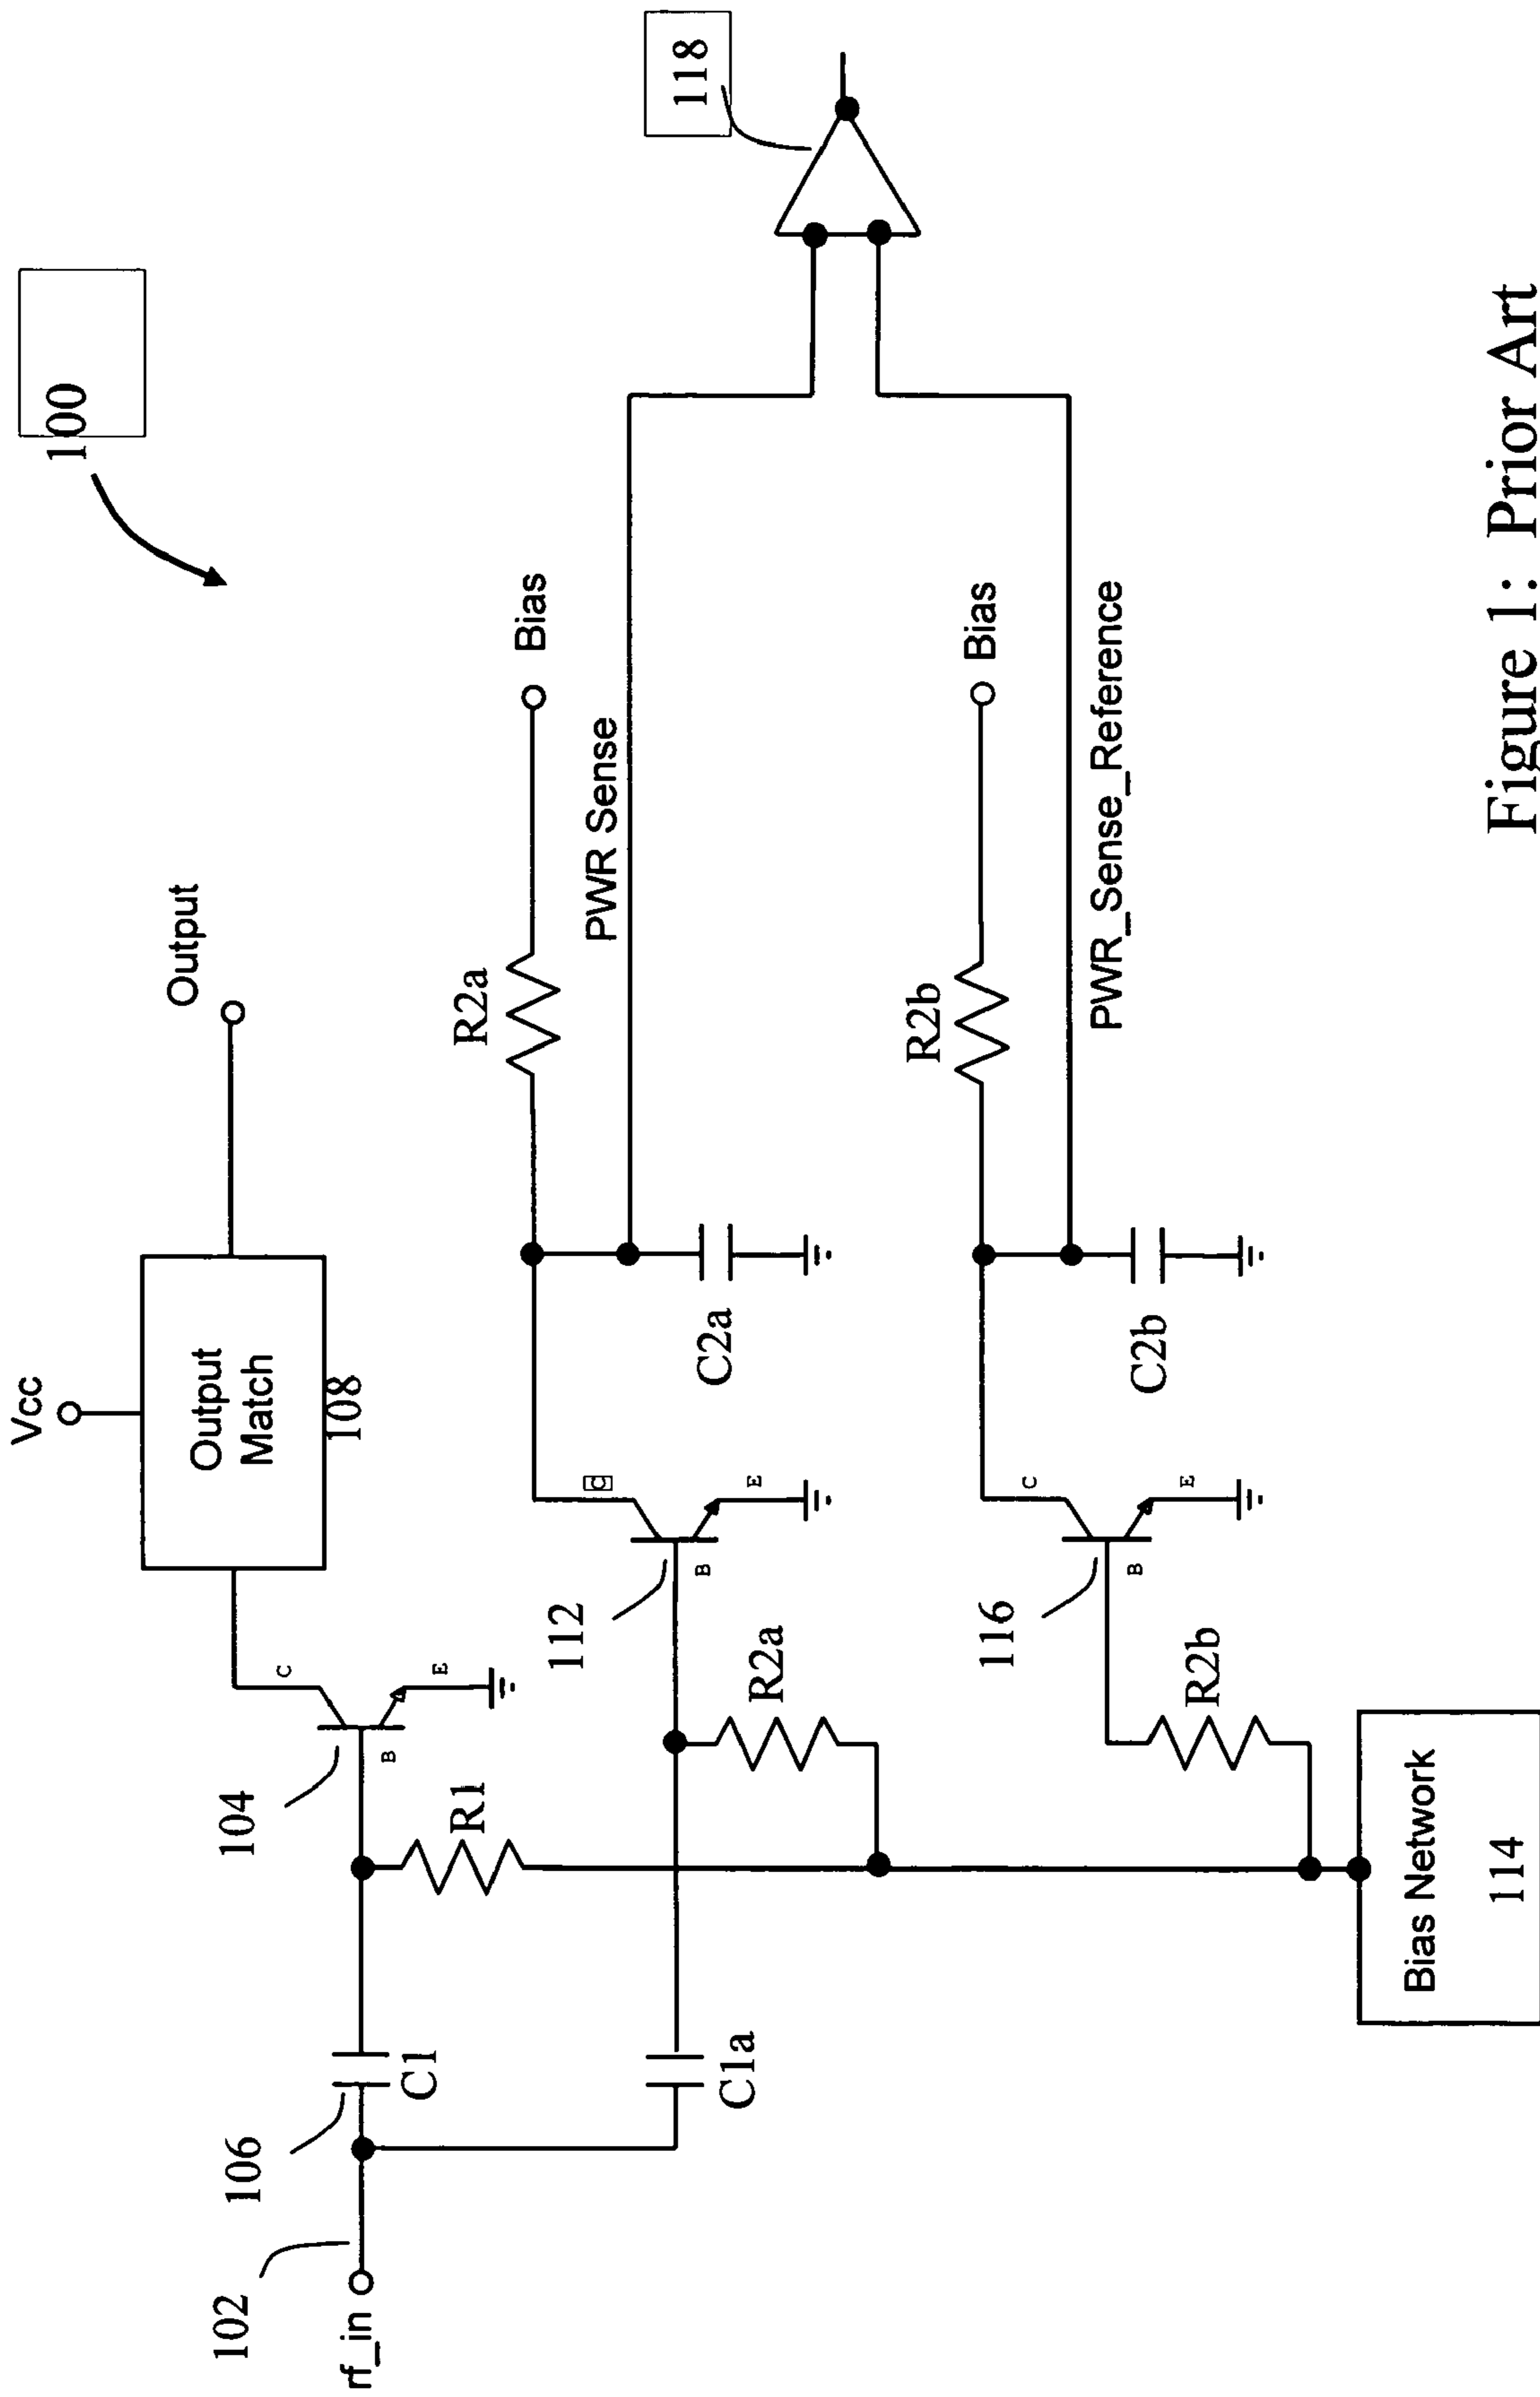 100
Vcc
Output
Match
108
Output
118
104
C
B
E
102
106
rf_in
C1
R1
R2a
Bias
PWR Sense
112
C
B
E
C2a
C1a
R2a
R2b
Bias
PWR_Sense_Reference
116
C
B
E
C2b
R2b
Bias Network
114
Figure 1: Prior Art